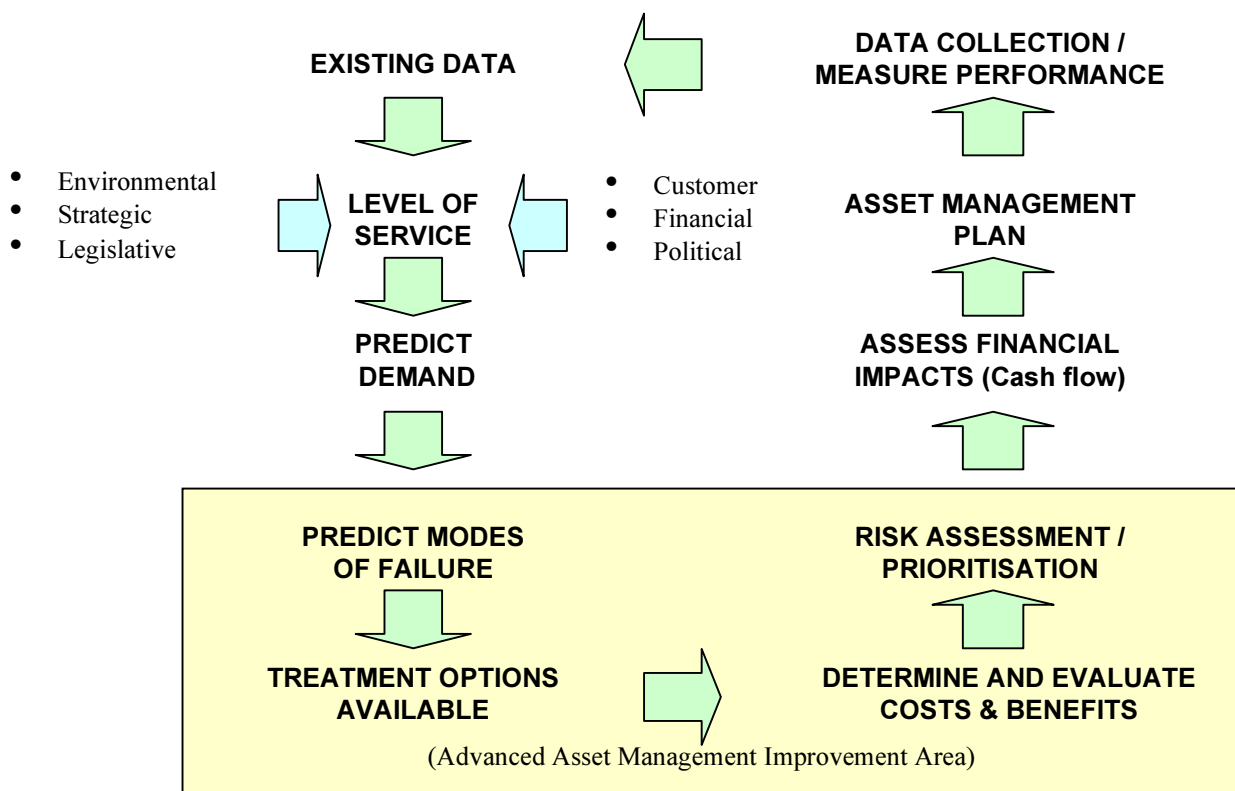 EXISTING DATA
DATA COLLECTION /
MEASURE PERFORMANCE
• Environmental
• Strategic
• Legislative
LEVEL OF
SERVICE
• Customer
• Financial
• Political
ASSET MANAGEMENT
PLAN
PREDICT
DEMAND
ASSESS FINANCIAL
IMPACTS (Cash flow)
PREDICT MODES
OF FAILURE
RISK ASSESSMENT /
PRIORITISATION
TREATMENT OPTIONS
AVAILABLE
DETERMINE AND EVALUATE
COSTS & BENEFITS
(Advanced Asset Management Improvement Area)